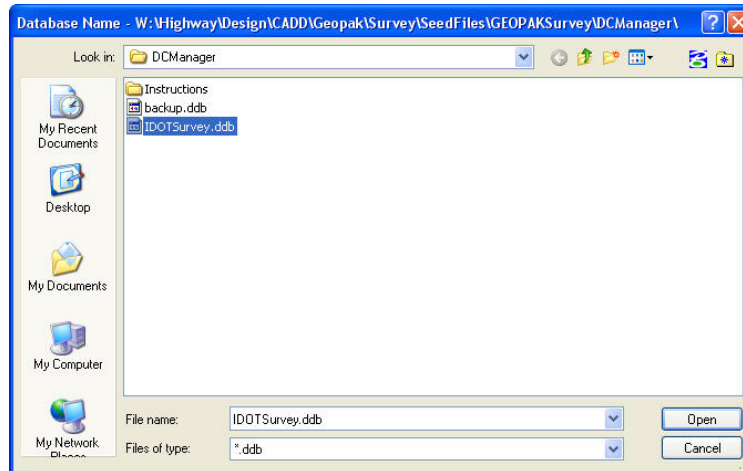 Database Name - W:\Highway\Design\CADD\Geopak\Survey\SeedFiles\GEOPAKSurvey\DCManager\
Look in:
DCManager
My Recent
Documents
Desktop
My Documents
My Computer
My Network
Places
Instructions
backup.ddb
IDOTSurvey.ddb
File name:
IDOTSurvey.ddb
Open
Files of type:
*.ddb
Cancel